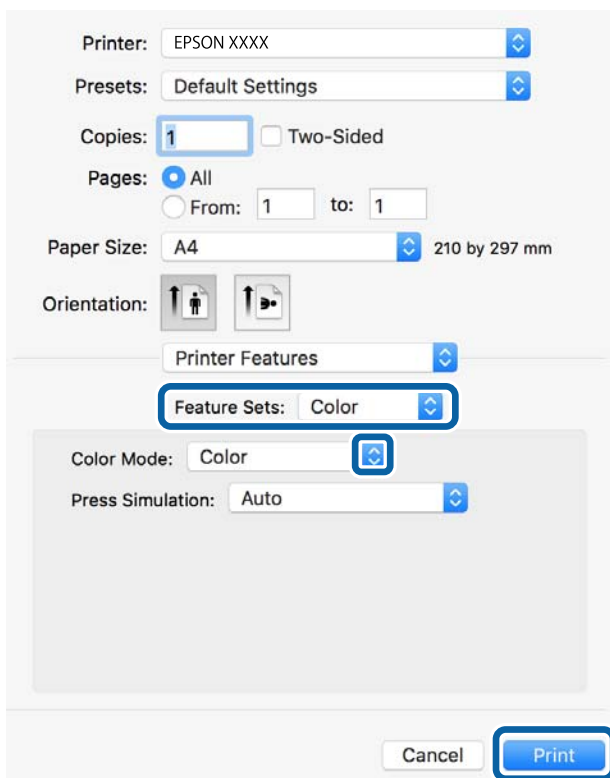 Printer: EPSON XXXX
Presets: Default Settings
Copies: 1 Two-Sided
Pages: All
From: 1 to: 1
Paper Size: A4 210 by 297 mm
Orientation:
Printer Features
Feature Sets: Color
Color Mode: Color
Press Simulation: Auto
Cancel Print